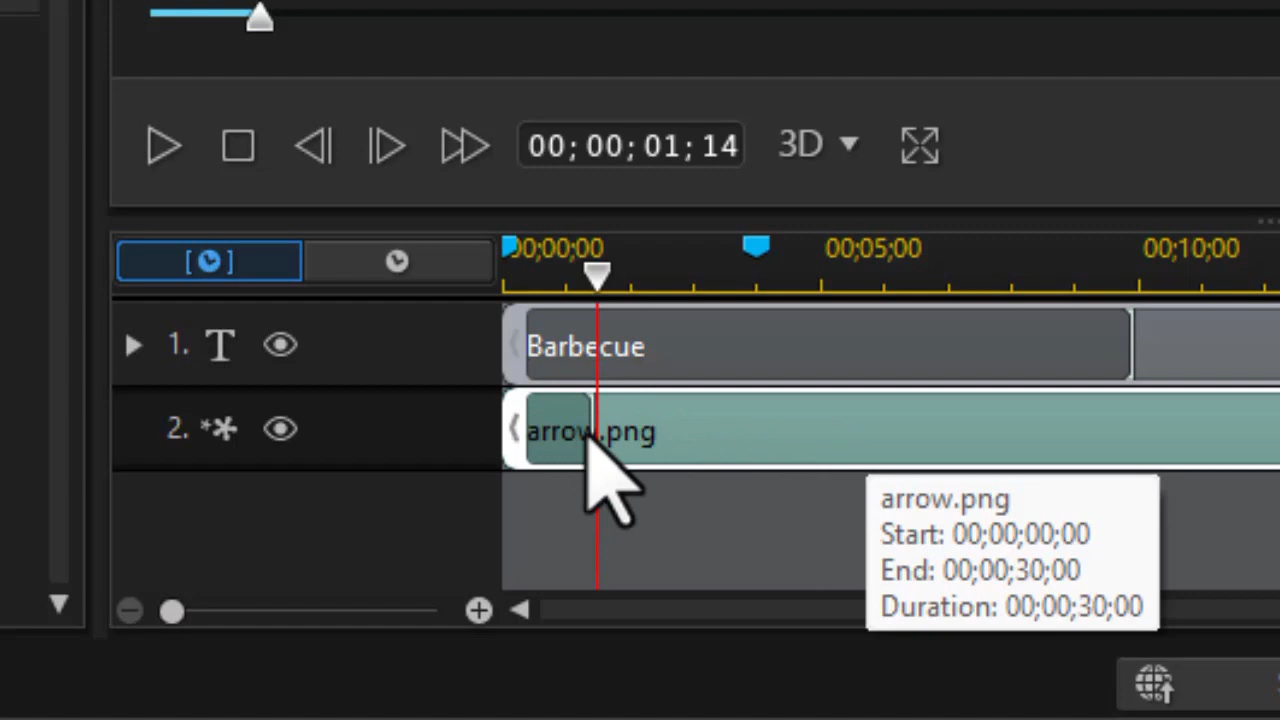 00; 00; 01; 14
3D
00;00;00
00;05;00
00;10;00
1. T
Barbecue
2.
arrow.png
arrow.png
Start: 00;00;00;00
End: 00;00;30;00
Duration: 00;00;30;00